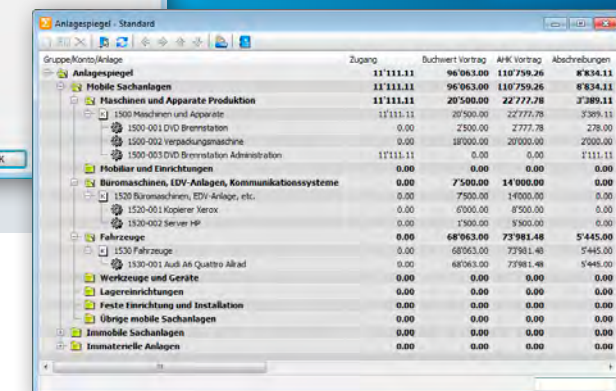 Anlagespiegel - Standard
Gruppe/Konto/Anlage Zugang Buchwert Vortrag AHK Vortrag Abschreibungen
Anlagespiegel 11'111.11 96'063.00 110'759.26 8'834.11
Mobile Sachanlagen 11'111.11 96'063.00 110'759.26 8'834.11
Maschinen und Apparate Produktion 11'111.11 20'500.00 22'777.78 3'389.11
1500 Maschinen und Apparate 11'111.11 20'500.00 22'777.78 3'389.11
1500-001 DVD Brennstation 0.00 2'500.00 2'777.78 278.00
1500-002 Verpackungsmaschine 0.00 18'000.00 20'000.00 2'000.00
1500-003 DVD Brennstation Administration 11'111.11 0.00 0.00 1'111.11
Mobiliar und Einrichtungen 0.00 0.00 0.00 0.00
Büromaschinen, EDV-Anlagen, Kommunikationssysteme 0.00 7'500.00 14'000.00 0.00
1520 Büromaschinen, EDV-Anlage, etc. 0.00 7'500.00 14'000.00 0.00
1520-001 Kopierer Xerox 0.00 6'000.00 8'500.00 0.00
1520-002 Server HP 0.00 1'500.00 5'500.00 0.00
Fahrzeuge 0.00 68'063.00 73'981.48 5'445.00
1530 Fahrzeuge 0.00 68'063.00 73'981.48 5'445.00
1530-001 Audi A6 Quattro Allrad 0.00 68'063.00 73'981.48 5'445.00
Werkzeuge und Geräte 0.00 0.00 0.00 0.00
Lagereinrichtungen 0.00 0.00 0.00 0.00
Feste Einrichtung und Installation 0.00 0.00 0.00 0.00
Übrige mobile Sachanlagen 0.00 0.00 0.00 0.00
Immobile Sachanlagen 0.00 0.00 0.00 0.00
Immaterielle Anlagen 0.00 0.00 0.00 0.00